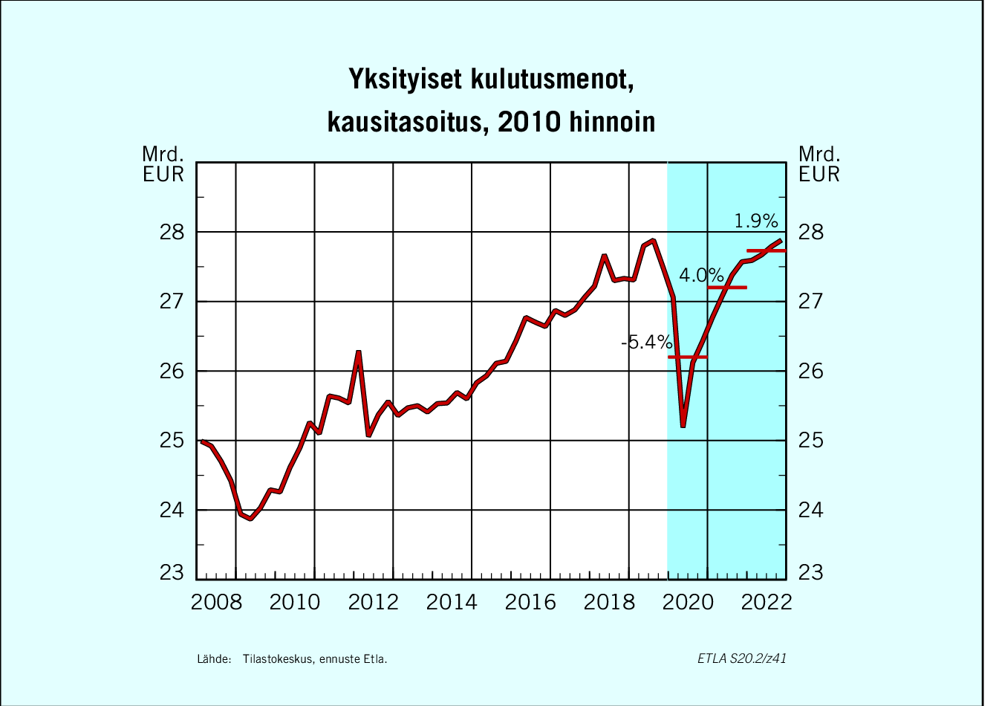 Yksityiset kulutusmenot,
kausitasoitus, 2010 hinnoin
Mrd.
EUR
Mrd.
EUR
28
27
26
25
24
23
28
27
26
25
24
23
1.9%
4.0%
-5.4%
2008 2010 2012 2014 2016 2018 2020 2022
Lähde: Tilastokeskus, ennuste Etla.
ETLA S20.2/z41